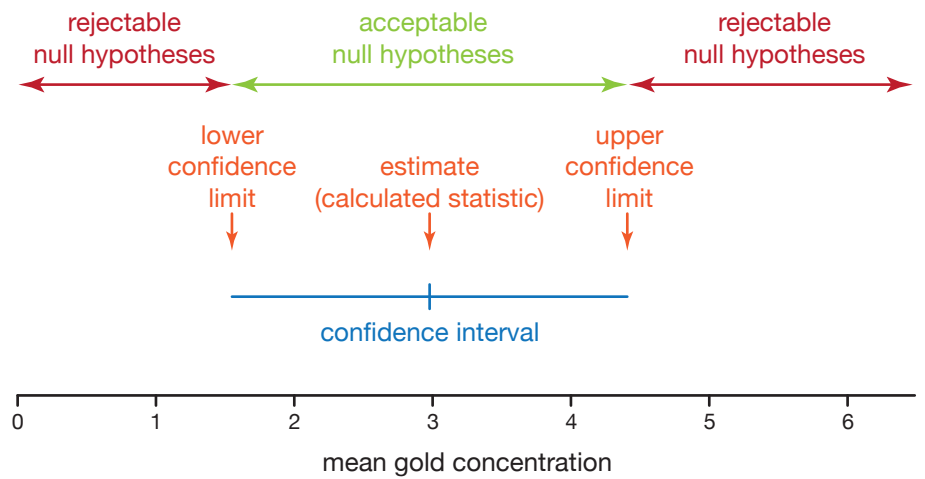 rejectable
null hypotheses
acceptable
null hypotheses
rejectable
null hypotheses
lower
confidence
limit
estimate
(calculated statistic)
upper
confidence
limit
confidence interval
0 1 2 3 4 5 6
mean gold concentration